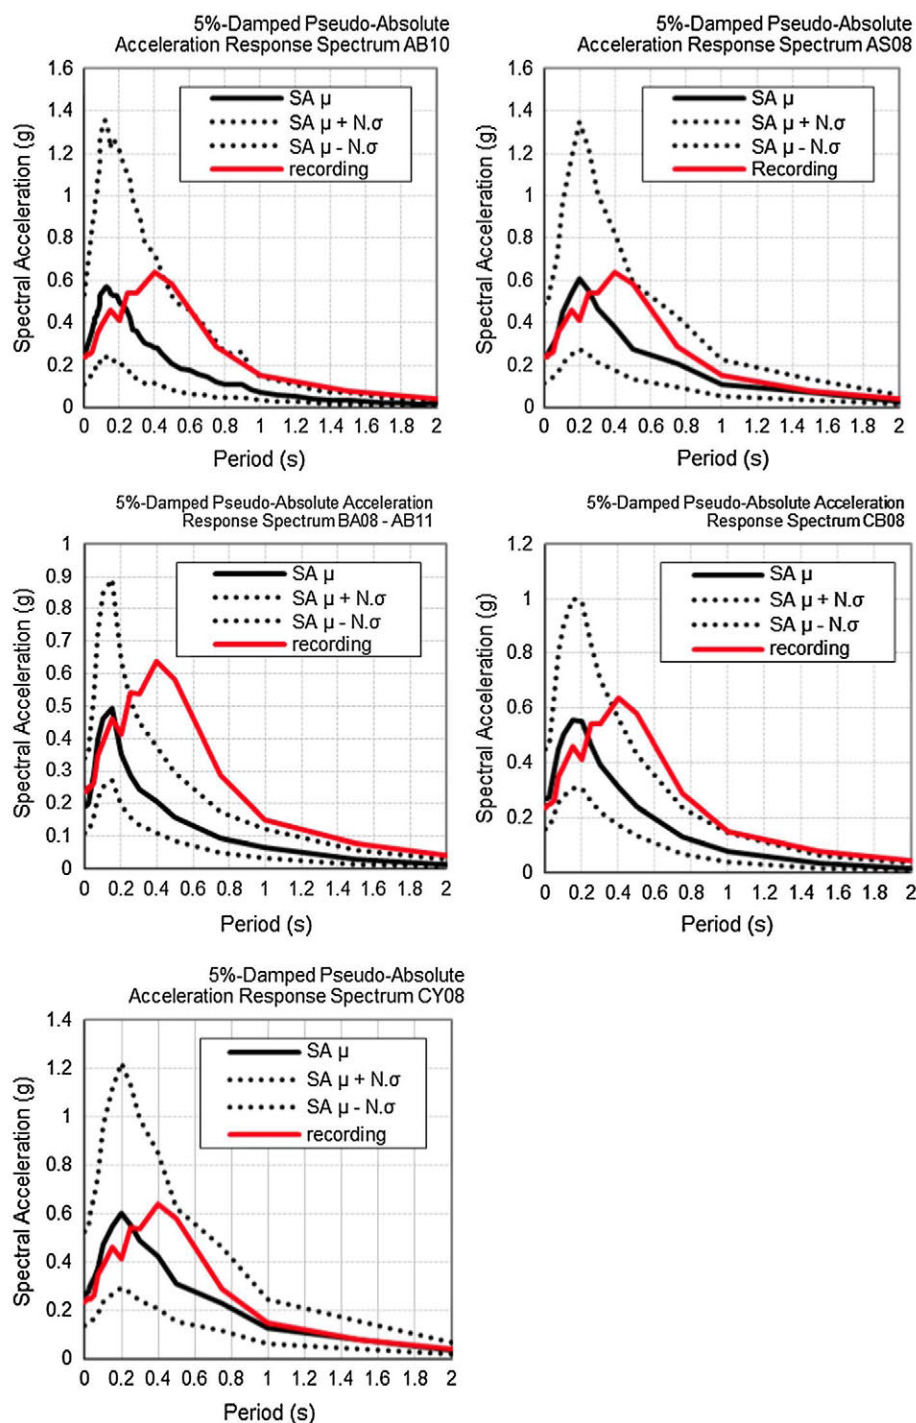 5%-Damped Pseudo-Absolute
Acceleration Response Spectrum AB10
Spectral Acceleration (g)
1.6
1.4
1.2
1
0.8
0.6
0.4
0.2
0
SA µ
SA µ + N.σ
SA µ - N.σ
recording
0 0.2 0.4 0.6 0.8 1 1.2 1.4 1.6 1.8 2
Period (s)
5%-Damped Pseudo-Absolute
Acceleration Response Spectrum AS08
Spectral Acceleration (g)
1.6
1.4
1.2
1
0.8
0.6
0.4
0.2
0
SA µ
SA µ + N.σ
SA µ - N.σ
Recording
0 0.2 0.4 0.6 0.8 1 1.2 1.4 1.6 1.8 2
Period (s)
5%-Damped Pseudo-Absolute Acceleration
Response Spectrum BA08 - AB11
Spectral Acceleration (g)
1
0.9
0.8
0.7
0.6
0.5
0.4
0.3
0.2
0.1
0
SA µ
SA µ + N.σ
SA µ - N.σ
recording
0 0.2 0.4 0.6 0.8 1 1.2 1.4 1.6 1.8 2
Period (s)
5%-Damped Pseudo-Absolute Acceleration
Response Spectrum CB08
Spectral Acceleration (g)
1.2
1
0.8
0.6
0.4
0.2
0
SA µ
SA µ + N.σ
SA µ - N.σ
recording
0 0.2 0.4 0.6 0.8 1 1.2 1.4 1.6 1.8 2
Period (s)
5%-Damped Pseudo-Absolute
Acceleration Response Spectrum CY08
Spectral Acceleration (g)
1.4
1.2
1
0.8
0.6
0.4
0.2
0
SA µ
SA µ + N.σ
SA µ - N.σ
recording
0 0.2 0.4 0.6 0.8 1 1.2 1.4 1.6 1.8 2
Period (s)